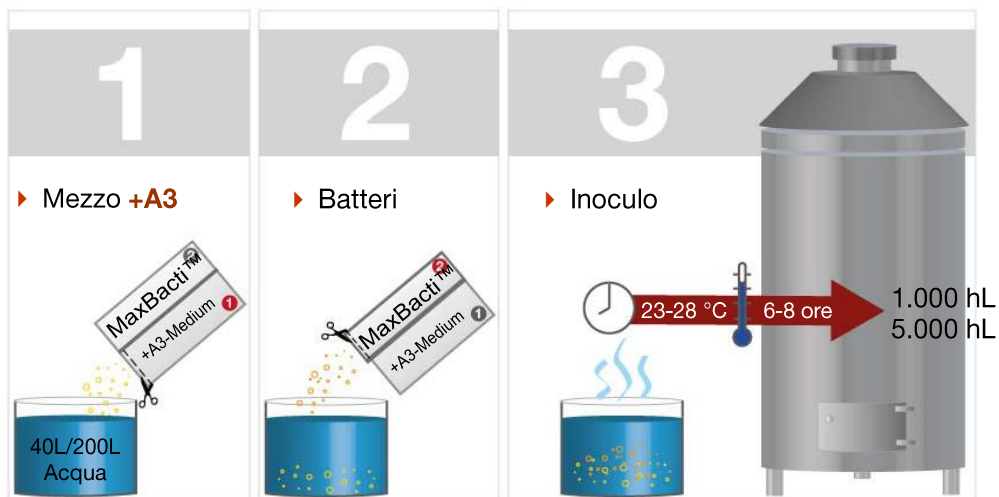 1
2
3
Mezzo +A3
Batteri
Inoculo
2
MaxBacti™
1
+A3-Medium
40L/200L
Acqua
2
MaxBacti™
1
+A3-Medium
23-28 °C
6-8 ore
1.000 hL
5.000 hL